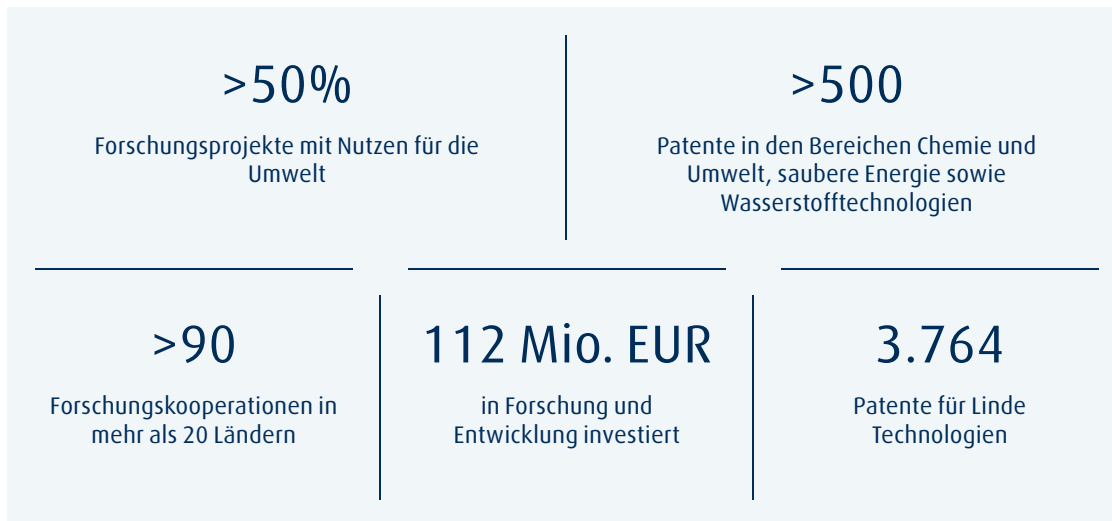 >50%
Forschungsprojekte mit Nutzen für die
Umwelt
>500
Patente in den Bereichen Chemie und
Umwelt, saubere Energie sowie
Wasserstofftechnologien
>90
Forschungskooperationen in
mehr als 20 Ländern
112 Mio. EUR
in Forschung und
Entwicklung investiert
3.764
Patente für Linde
Technologien